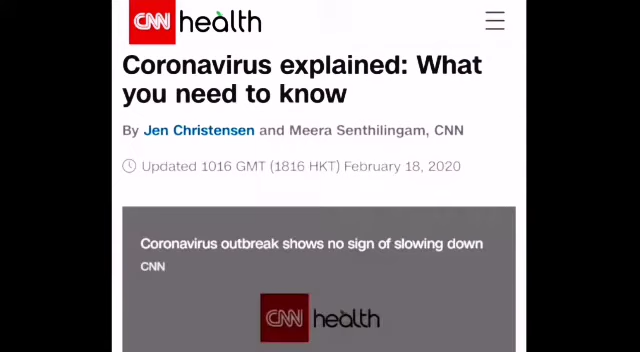 CNN health
Coronavirus explained: What
you need to know
By Jen Christensen and Meera Senthilingam, CNN
Updated 1016 GMT (1816 HKT) February 18, 2020
Coronavirus outbreak shows no sign of slowing down
CNN
CNN health